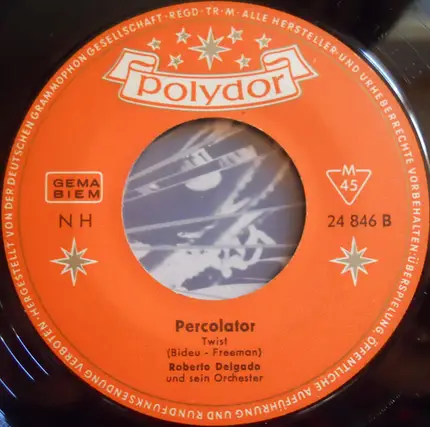 HERGESTELLT VON DER DEUTSCHEN GRAMMOPHON GESELLSCHAFT · REGD · TR · M · ALLE HERSTELLER- UND URHEBERRECHTE VORBEHALTEN · ÜBERSPIELUNG, ÖFFENTLICHE AUFFÜHRUNG UND RUNDFUNKSENDUNG VERBOTEN ·
polydor
GEMA
BIEM
M
45
NH
24 846 B
Percolator
Twist
(Bideu - Freeman)
Roberto Delgado
und sein Orchester